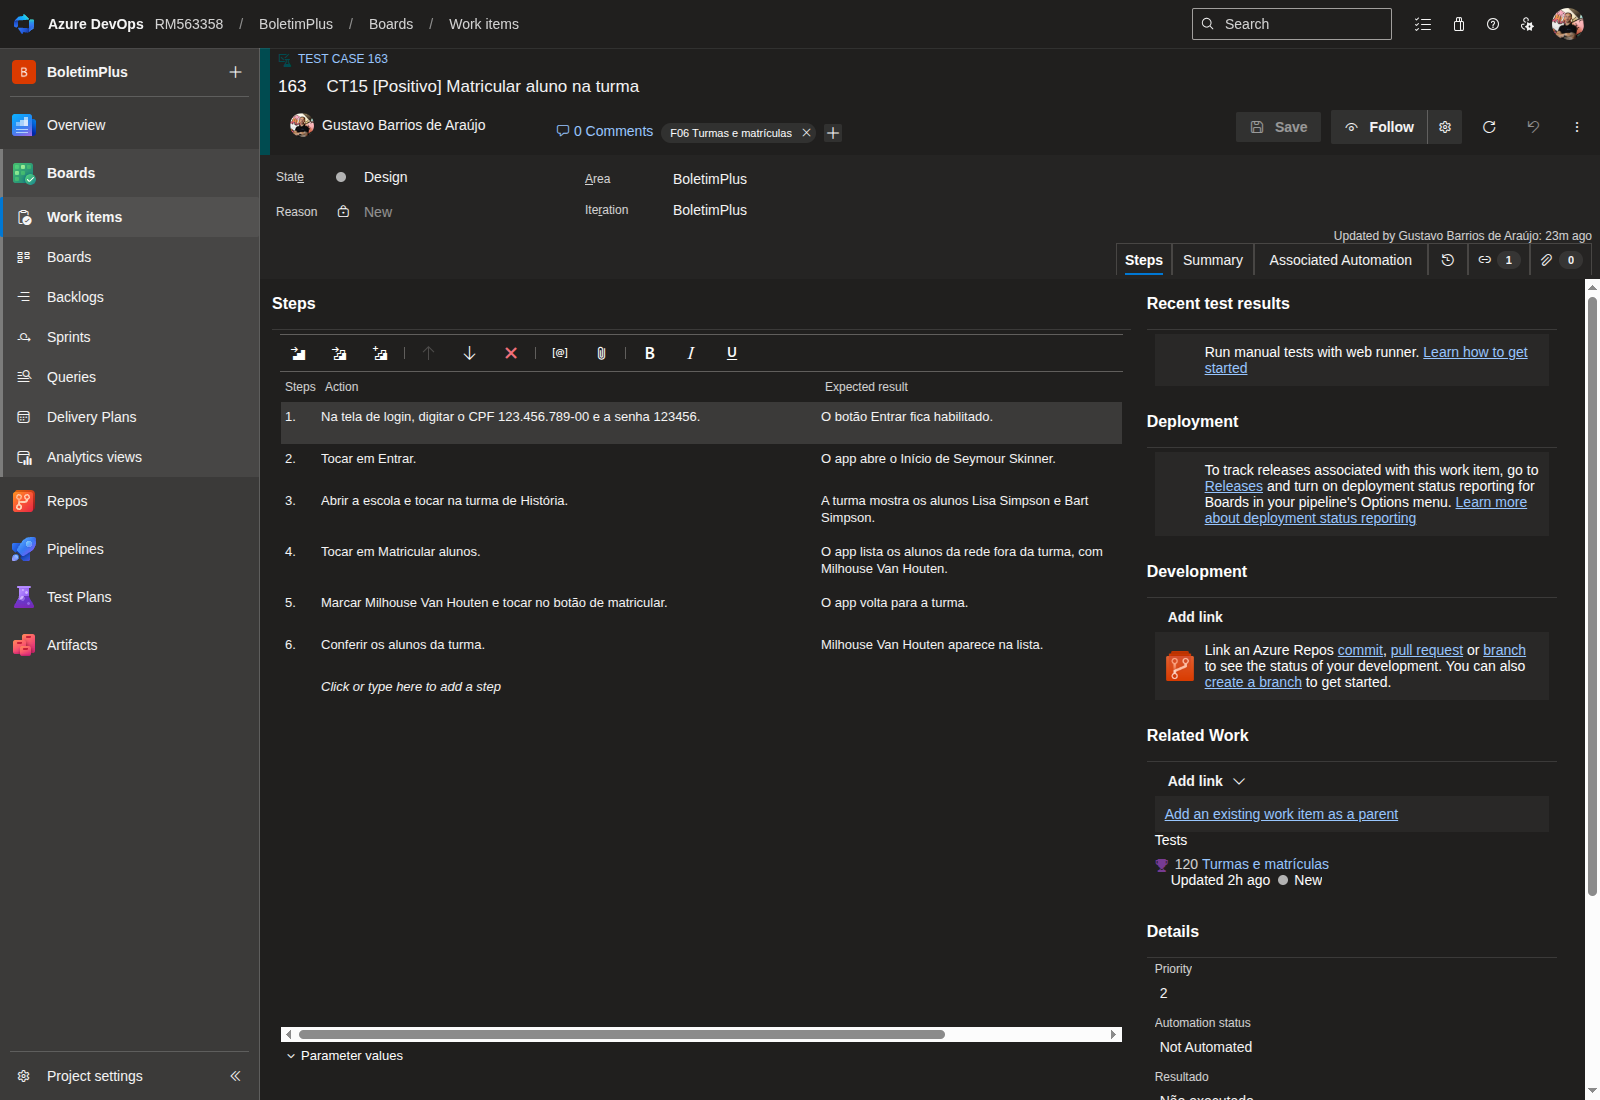 Azure DevOps RM563358 / BoletimPlus / Boards / Work items
Search
B BoletimPlus
Overview
Boards
Work items
Boards
Backlogs
Sprints
Queries
Delivery Plans
Analytics views
Repos
Pipelines
Test Plans
Artifacts
Project settings
TEST CASE 163
163 CT15 [Positivo] Matricular aluno na turma
Gustavo Barrios de Araújo
0 Comments
F06 Turmas e matrículas
Save
Follow
State Design
Reason New
Area BoletimPlus
Iteration BoletimPlus
Updated by Gustavo Barrios de Araújo: 23m ago
Steps Summary Associated Automation 1 0
Steps
B I U
Steps Action Expected result
1. Na tela de login, digitar o CPF 123.456.789-00 e a senha 123456. O botão Entrar fica habilitado.
2. Tocar em Entrar. O app abre o Início de Seymour Skinner.
3. Abrir a escola e tocar na turma de História. A turma mostra os alunos Lisa Simpson e Bart
Simpson.
4. Tocar em Matricular alunos. O app lista os alunos da rede fora da turma, com
Milhouse Van Houten.
5. Marcar Milhouse Van Houten e tocar no botão de matricular. O app volta para a turma.
6. Conferir os alunos da turma. Milhouse Van Houten aparece na lista.
Click or type here to add a step
Parameter values
Recent test results
Run manual tests with web runner. Learn how to get
started
Deployment
To track releases associated with this work item, go to
Releases and turn on deployment status reporting for
Boards in your pipeline's Options menu. Learn more
about deployment status reporting
Development
Add link
Link an Azure Repos commit, pull request or branch
to see the status of your development. You can also
create a branch to get started.
Related Work
Add link
Add an existing work item as a parent
Tests
120 Turmas e matrículas
Updated 2h ago New
Details
Priority
2
Automation status
Not Automated
Resultado
Não executado